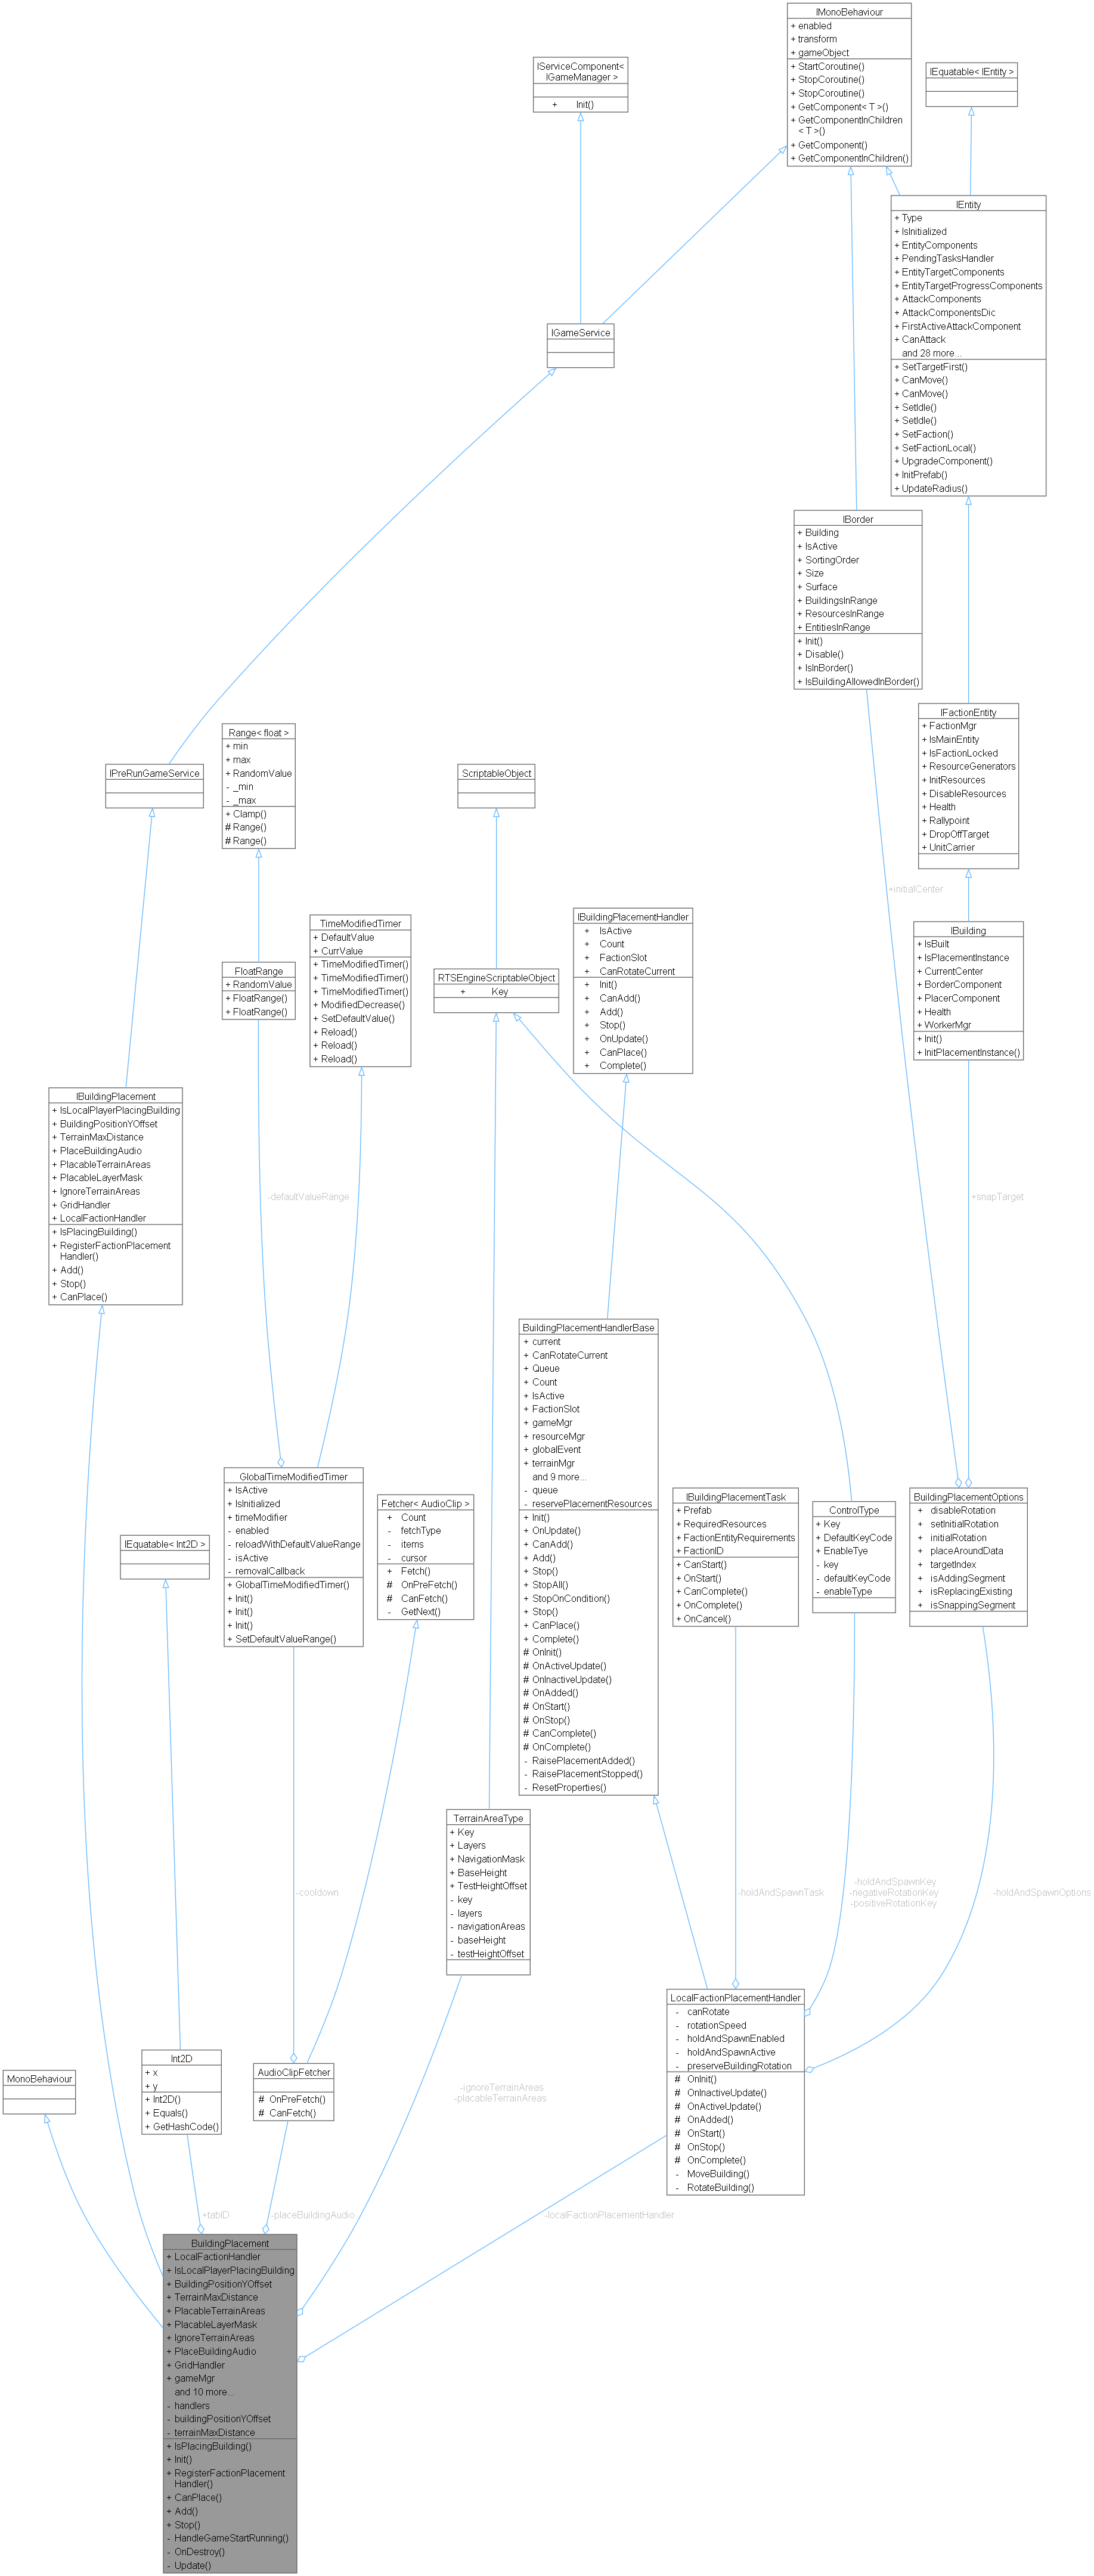 IMonoBehaviour
+ enabled
+ transform
+ gameObject
+ StartCoroutine()
+ StopCoroutine()
+ StopCoroutine()
+ GetComponent< T >()
+ GetComponentInChildren
< T >()
+ GetComponent()
+ GetComponentInChildren()
IServiceComponent<
IGameManager >
+ Init()
IEquatable< IEntity >
IEntity
+ Type
+ IsInitialized
+ EntityComponents
+ PendingTasksHandler
+ EntityTargetComponents
+ EntityTargetProgressComponents
+ AttackComponents
+ AttackComponentsDic
+ FirstActiveAttackComponent
+ CanAttack
and 28 more...
+ SetTargetFirst()
+ CanMove()
+ CanMove()
+ SetIdle()
+ SetIdle()
+ SetFaction()
+ SetFactionLocal()
+ UpgradeComponent()
+ InitPrefab()
+ UpdateRadius()
IGameService
IBorder
+ Building
+ IsActive
+ SortingOrder
+ Size
+ Surface
+ BuildingsInRange
+ ResourcesInRange
+ EntitiesInRange
+ Init()
+ Disable()
+ IsInBorder()
+ IsBuildingAllowedInBorder()
IFactionEntity
+ FactionMgr
+ IsMainEntity
+ IsFactionLocked
+ ResourceGenerators
+ InitResources
+ DisableResources
+ Health
+ Rallypoint
+ DropOffTarget
+ UnitCarrier
Range< float >
+ min
+ max
+ RandomValue
- _min
- _max
+ Clamp()
# Range()
# Range()
IPreRunGameService
ScriptableObject
+initialCenter
TimeModifiedTimer
+ DefaultValue
+ CurrValue
+ TimeModifiedTimer()
+ TimeModifiedTimer()
+ TimeModifiedTimer()
+ ModifiedDecrease()
+ SetDefaultValue()
+ Reload()
+ Reload()
+ Reload()
IBuildingPlacementHandler
+ IsActive
+ Count
+ FactionSlot
+ CanRotateCurrent
+ Init()
+ CanAdd()
+ Add()
+ Stop()
+ OnUpdate()
+ CanPlace()
+ Complete()
IBuilding
+ IsBuilt
+ IsPlacementInstance
+ CurrentCenter
+ BorderComponent
+ PlacerComponent
+ Health
+ WorkerMgr
+ Init()
+ InitPlacementInstance()
FloatRange
+ RandomValue
+ FloatRange()
+ FloatRange()
RTSEngineScriptableObject
+ Key
IBuildingPlacement
+ IsLocalPlayerPlacingBuilding
+ BuildingPositionYOffset
+ TerrainMaxDistance
+ PlaceBuildingAudio
+ PlacableTerrainAreas
+ PlacableLayerMask
+ IgnoreTerrainAreas
+ GridHandler
+ LocalFactionHandler
+ IsPlacingBuilding()
+ RegisterFactionPlacement
Handler()
+ Add()
+ Stop()
+ CanPlace()
-defaultValueRange
+snapTarget
BuildingPlacementHandlerBase
+ current
+ CanRotateCurrent
+ Queue
+ Count
+ IsActive
+ FactionSlot
+ gameMgr
+ resourceMgr
+ globalEvent
+ terrainMgr
and 9 more...
- queue
- reservePlacementResources
+ Init()
+ OnUpdate()
+ CanAdd()
+ Add()
+ Stop()
+ StopAll()
+ StopOnCondition()
+ Stop()
+ CanPlace()
+ Complete()
# OnInit()
# OnActiveUpdate()
# OnInactiveUpdate()
# OnAdded()
# OnStart()
# OnStop()
# CanComplete()
# OnComplete()
- RaisePlacementAdded()
- RaisePlacementStopped()
- ResetProperties()
GlobalTimeModifiedTimer
+ IsActive
+ IsInitialized
+ timeModifier
- enabled
- reloadWithDefaultValueRange
- isActive
- removalCallback
+ GlobalTimeModifiedTimer()
+ Init()
+ Init()
+ Init()
+ SetDefaultValueRange()
Fetcher< AudioClip >
+ Count
- fetchType
- items
- cursor
+ Fetch()
# OnPreFetch()
# CanFetch()
- GetNext()
IBuildingPlacementTask
+ Prefab
+ RequiredResources
+ FactionEntityRequirements
+ FactionID
+ CanStart()
+ OnStart()
+ CanComplete()
+ OnComplete()
+ OnCancel()
ControlType
+ Key
+ DefaultKeyCode
+ EnableTye
- key
- defaultKeyCode
- enableType
BuildingPlacementOptions
+ disableRotation
+ setInitialRotation
+ initialRotation
+ placeAroundData
+ targetIndex
+ isAddingSegment
+ isReplacingExisting
+ isSnappingSegment
IEquatable< Int2D >
TerrainAreaType
+ Key
+ Layers
+ NavigationMask
+ BaseHeight
+ TestHeightOffset
- key
- layers
- navigationAreas
- baseHeight
- testHeightOffset
-cooldown
-holdAndSpawnTask
-holdAndSpawnKey
-negativeRotationKey
-positiveRotationKey
-holdAndSpawnOptions
LocalFactionPlacementHandler
- canRotate
- rotationSpeed
- holdAndSpawnEnabled
- holdAndSpawnActive
- preserveBuildingRotation
# OnInit()
# OnInactiveUpdate()
# OnActiveUpdate()
# OnAdded()
# OnStart()
# OnStop()
# OnComplete()
- MoveBuilding()
- RotateBuilding()
MonoBehaviour
Int2D
+ x
+ y
+ Int2D()
+ Equals()
+ GetHashCode()
AudioClipFetcher
# OnPreFetch()
# CanFetch()
-ignoreTerrainAreas
-placableTerrainAreas
+tabID
-placeBuildingAudio
-localFactionPlacementHandler
BuildingPlacement
+ LocalFactionHandler
+ IsLocalPlayerPlacingBuilding
+ BuildingPositionYOffset
+ TerrainMaxDistance
+ PlacableTerrainAreas
+ PlacableLayerMask
+ IgnoreTerrainAreas
+ PlaceBuildingAudio
+ GridHandler
+ gameMgr
and 10 more...
- handlers
- buildingPositionYOffset
- terrainMaxDistance
+ IsPlacingBuilding()
+ Init()
+ RegisterFactionPlacement
Handler()
+ CanPlace()
+ Add()
+ Stop()
- HandleGameStartRunning()
- OnDestroy()
- Update()